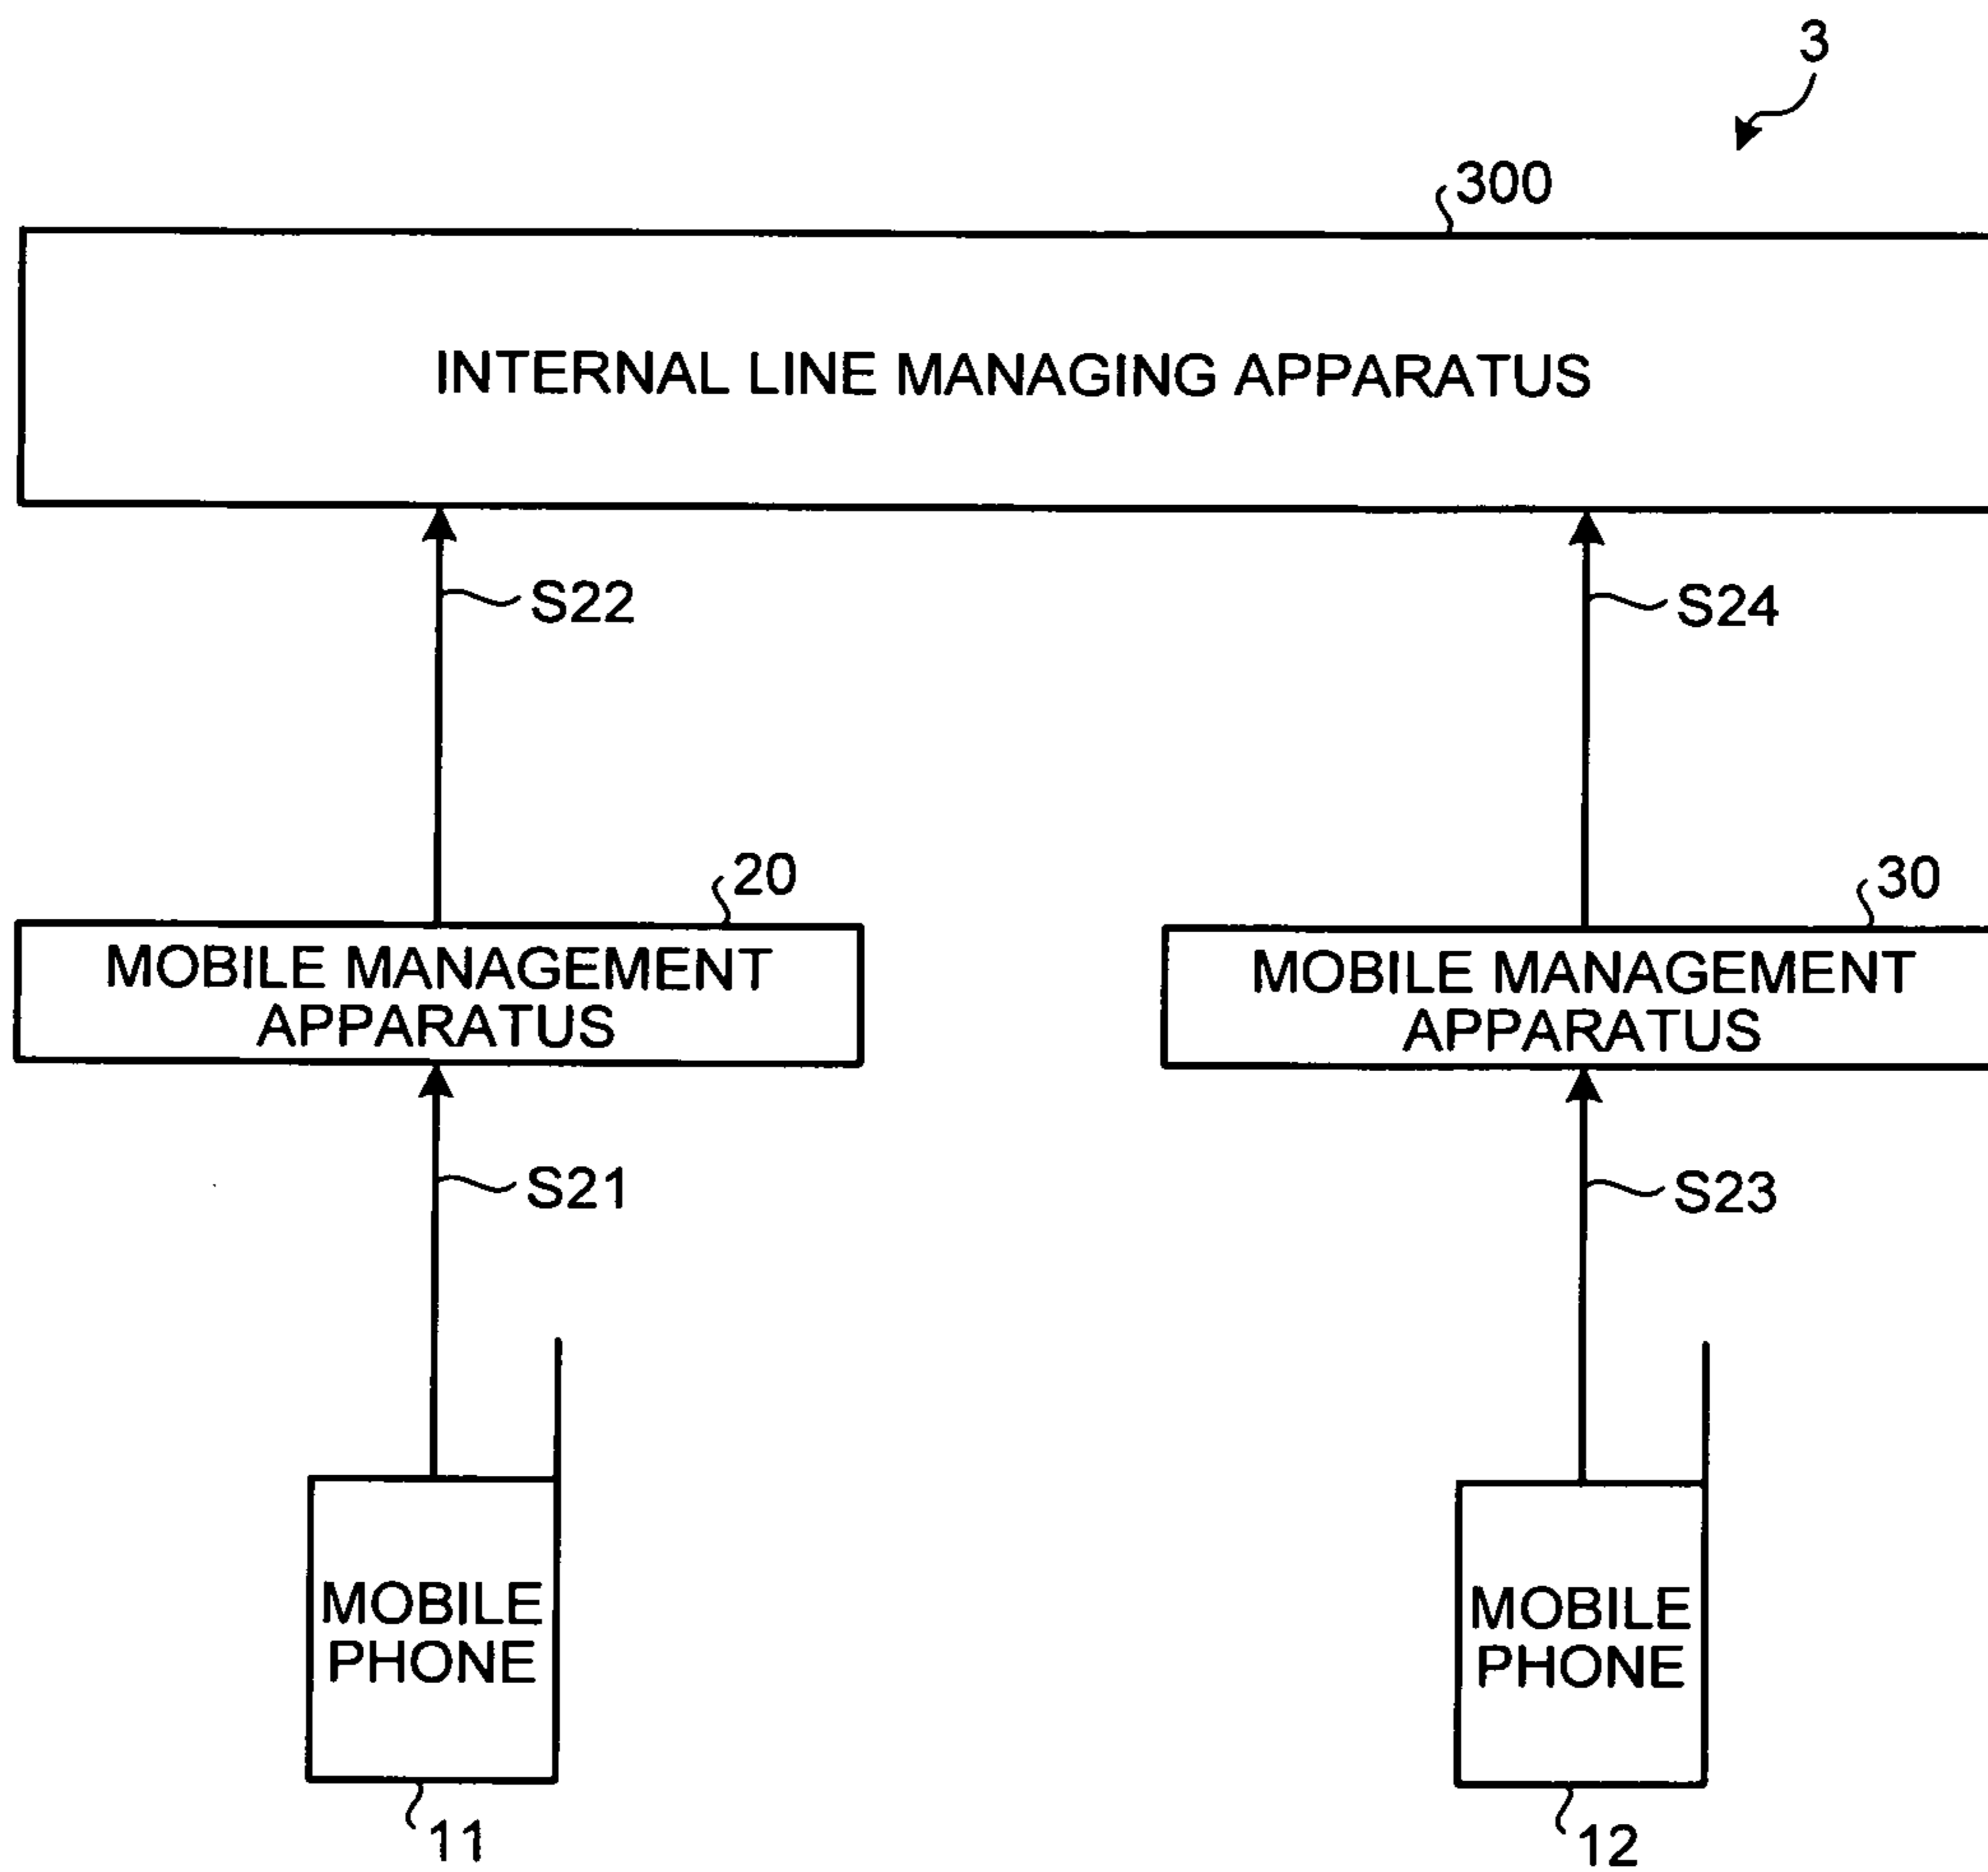 3
300
INTERNAL LINE MANAGING APPARATUS
S22
S24
20
30
MOBILE MANAGEMENT
APPARATUS
MOBILE MANAGEMENT
APPARATUS
S21
S23
MOBILE
PHONE
MOBILE
PHONE
11
12